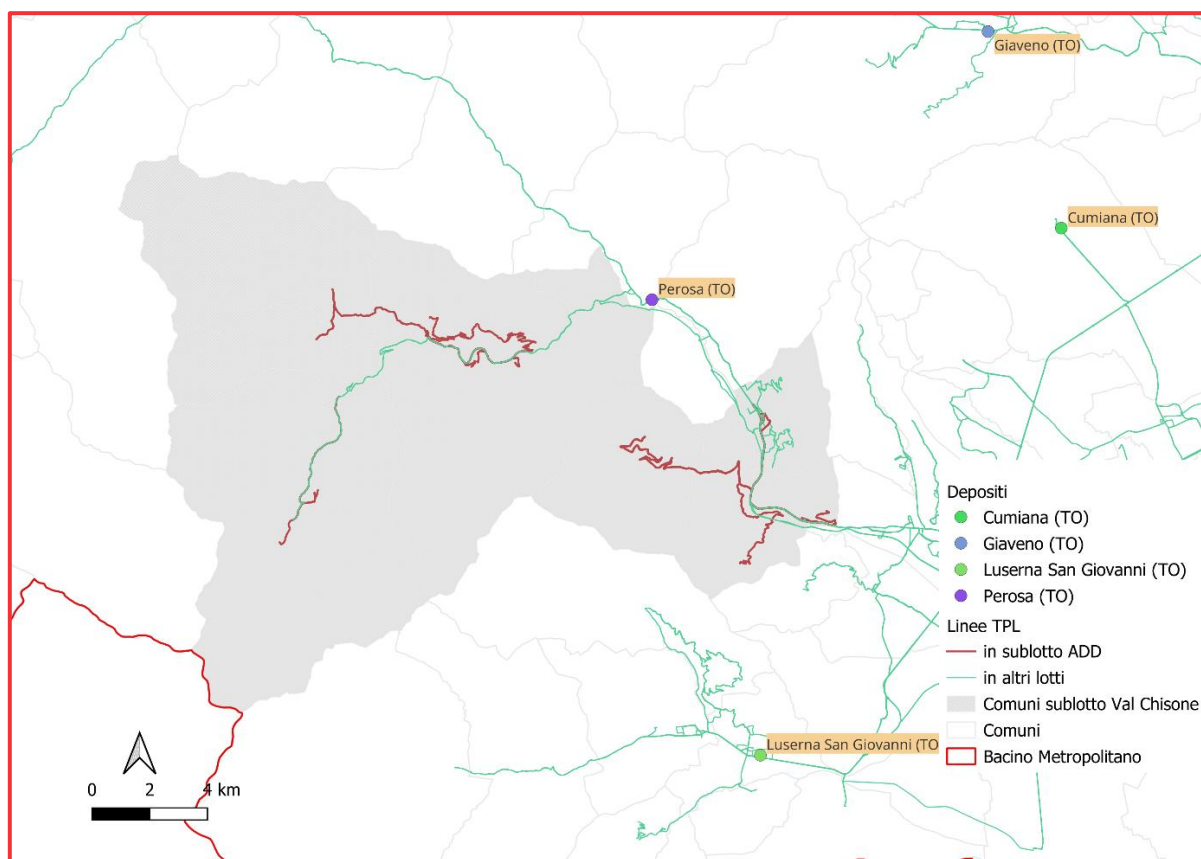 Giaveno (TO)
Cumiana (TO)
Perosa (TO)
Luserna San Giovanni (TO
Depositi
Cumiana (TO)
Giaveno (TO)
Luserna San Giovanni (TO)
Perosa (TO)
Linee TPL
in sublotto ADD
in altri lotti
Comuni sublotto Val Chisone
Comuni
Bacino Metropolitano
0 2 4 km